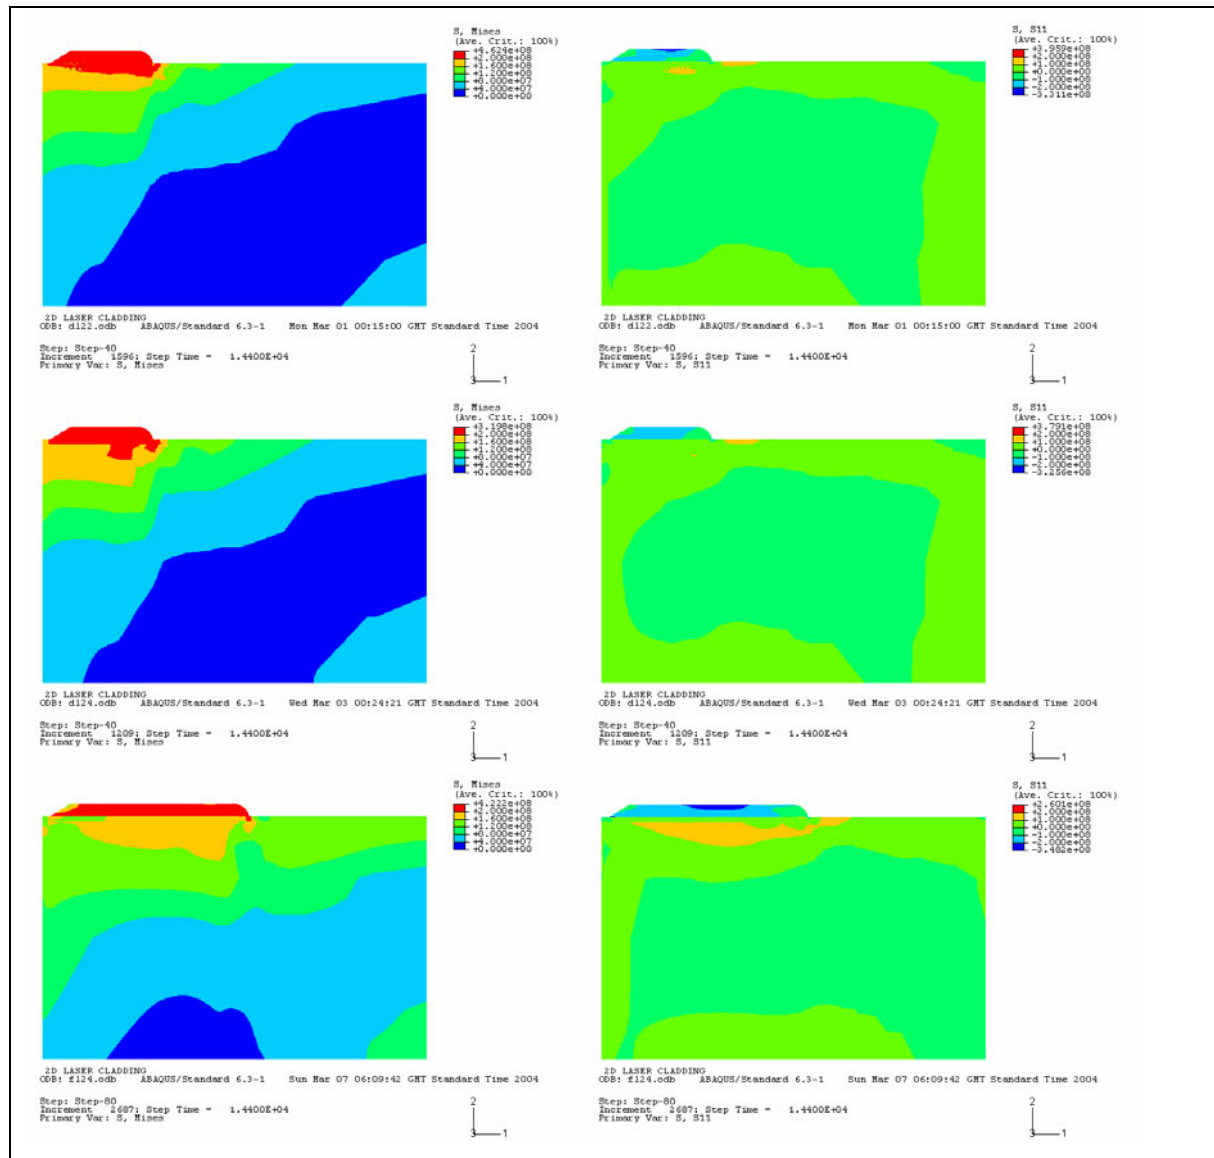 S, Mises
(Ave. Crit.: 100%)
+4.624e+08
+2.000e+08
+1.600e+08
+1.200e+08
+8.000e+07
+4.000e+07
+0.000e+00
2D LASER CLADDING
ODB: d122.odb ABAQUS/Standard 6.3-1 Mon Mar 01 00:15:00 GMT Standard Time 2004
Step: Step-40
Increment 1596: Step Time = 1.4400E+04
Primary Var: S, Mises
2
3 1
S, S11
(Ave. Crit.: 100%)
+3.959e+08
+2.000e+08
+1.000e+08
+0.000e+00
-1.000e+08
-2.000e+08
-3.311e+08
2D LASER CLADDING
ODB: d122.odb ABAQUS/Standard 6.3-1 Mon Mar 01 00:15:00 GMT Standard Time 2004
Step: Step-40
Increment 1596: Step Time = 1.4400E+04
Primary Var: S, S11
2
3 1
S, Mises
(Ave. Crit.: 100%)
+3.198e+08
+2.000e+08
+1.600e+08
+1.200e+08
+8.000e+07
+4.000e+07
+0.000e+00
2D LASER CLADDING
ODB: d124.odb ABAQUS/Standard 6.3-1 Wed Mar 03 00:24:21 GMT Standard Time 2004
Step: Step-40
Increment 1209: Step Time = 1.4400E+04
Primary Var: S, Mises
2
3 1
S, S11
(Ave. Crit.: 100%)
+3.791e+08
+2.000e+08
+1.000e+08
+0.000e+00
-1.000e+08
-2.000e+08
-3.256e+08
2D LASER CLADDING
ODB: d124.odb ABAQUS/Standard 6.3-1 Wed Mar 03 00:24:21 GMT Standard Time 2004
Step: Step-40
Increment 1209: Step Time = 1.4400E+04
Primary Var: S, S11
2
3 1
S, Mises
(Ave. Crit.: 100%)
+4.222e+08
+2.000e+08
+1.600e+08
+1.200e+08
+8.000e+07
+4.000e+07
+0.000e+00
2D LASER CLADDING
ODB: f124.odb ABAQUS/Standard 6.3-1 Sun Mar 07 06:09:42 GMT Standard Time 2004
Step: Step-80
Increment 2687: Step Time = 1.4400E+04
Primary Var: S, Mises
2
3 1
S, S11
(Ave. Crit.: 100%)
+2.601e+08
+2.000e+08
+1.000e+08
+0.000e+00
-1.000e+08
-2.000e+08
-3.482e+08
2D LASER CLADDING
ODB: f124.odb ABAQUS/Standard 6.3-1 Sun Mar 07 06:09:42 GMT Standard Time 2004
Step: Step-80
Increment 2687: Step Time = 1.4400E+04
Primary Var: S, S11
2
3 1